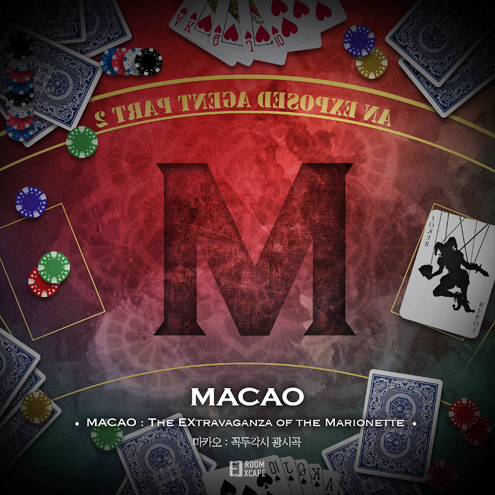 A K Q J 10
AN EXPOSED AGENT PART 2
JOKER
M
JOKER
MACAO
MACAO : THE EXTRAVAGANZA OF THE MARIONETTE
마카오 : 꼭두각시 광시곡
ROOM
XCAPE